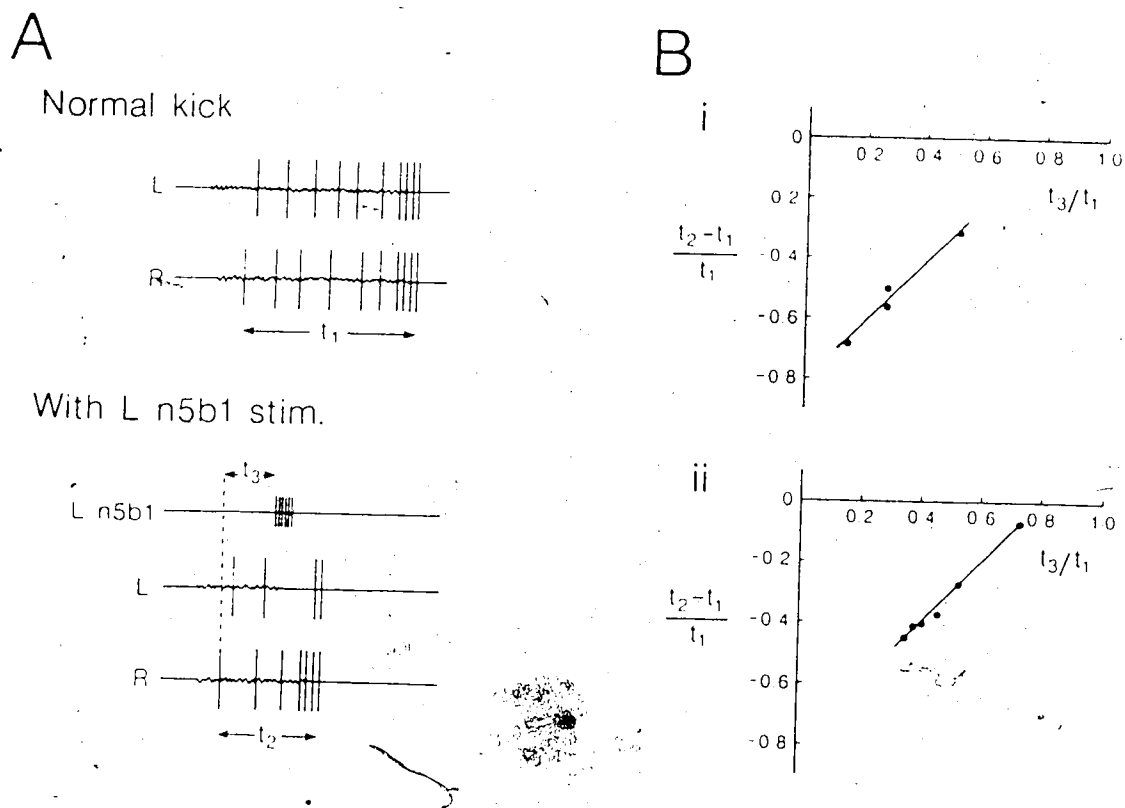 A
Normal kick
L
R
t₁
With L n5b1 stim.
t₃
L n5b1
L
R
t₂
B
i
0
0 2
0 4
0 6
0 8
1 0
t₃/t₁
0 2
-0 4
-0 6
-0 8
t₂-t₁
t₁
ii
0
0 2
0 4
0 6
0 8
1 0
t₃/t₁
-0 2
-0 4
-0 6
-0 8
t₂-t₁
t₁